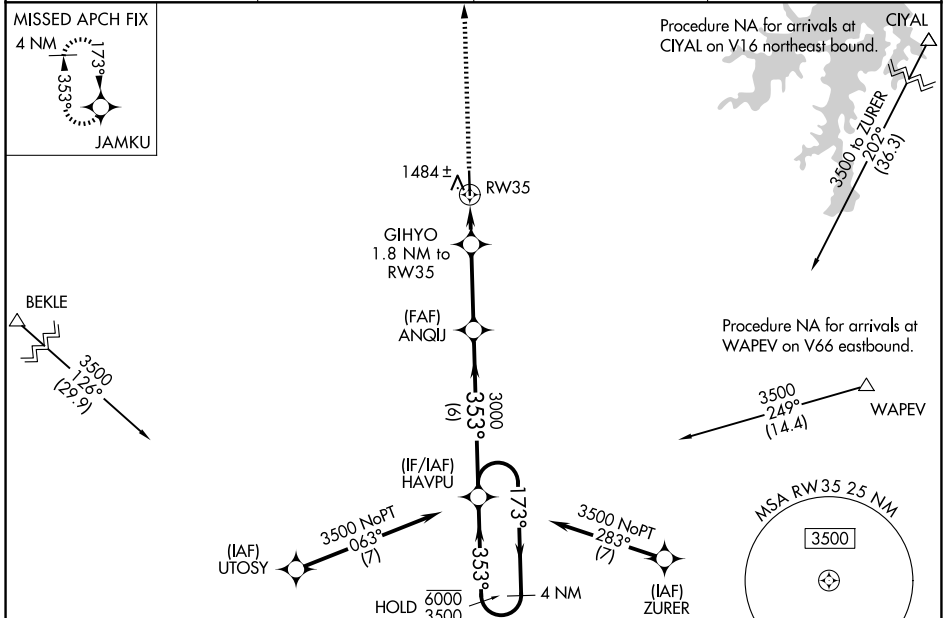 MISSED APCH FIX
4 NM
173°
353°
JAMKU
Procedure NA for arrivals at
CIYAL on V16 northeast bound.
CIYAL
3500 to ZURER
202°
(36.3)
1484 ±
RW35
GIHYO
1.8 NM to
RW35
BEKLE
3500
126°
(29.9)
(FAF)
ANQIJ
Procedure NA for arrivals at
WAPEV on V66 eastbound.
3500
249°
(14.4)
WAPEV
3000
353°
(6)
(IF/IAF)
HAVPU
173°
353°
MSA RW35 25 NM
3500
3500 NoPT
063°
(7)
(IAF)
UTOSY
3500 NoPT
283°
(7)
(IAF)
ZURER
4 NM
HOLD 6000
3500